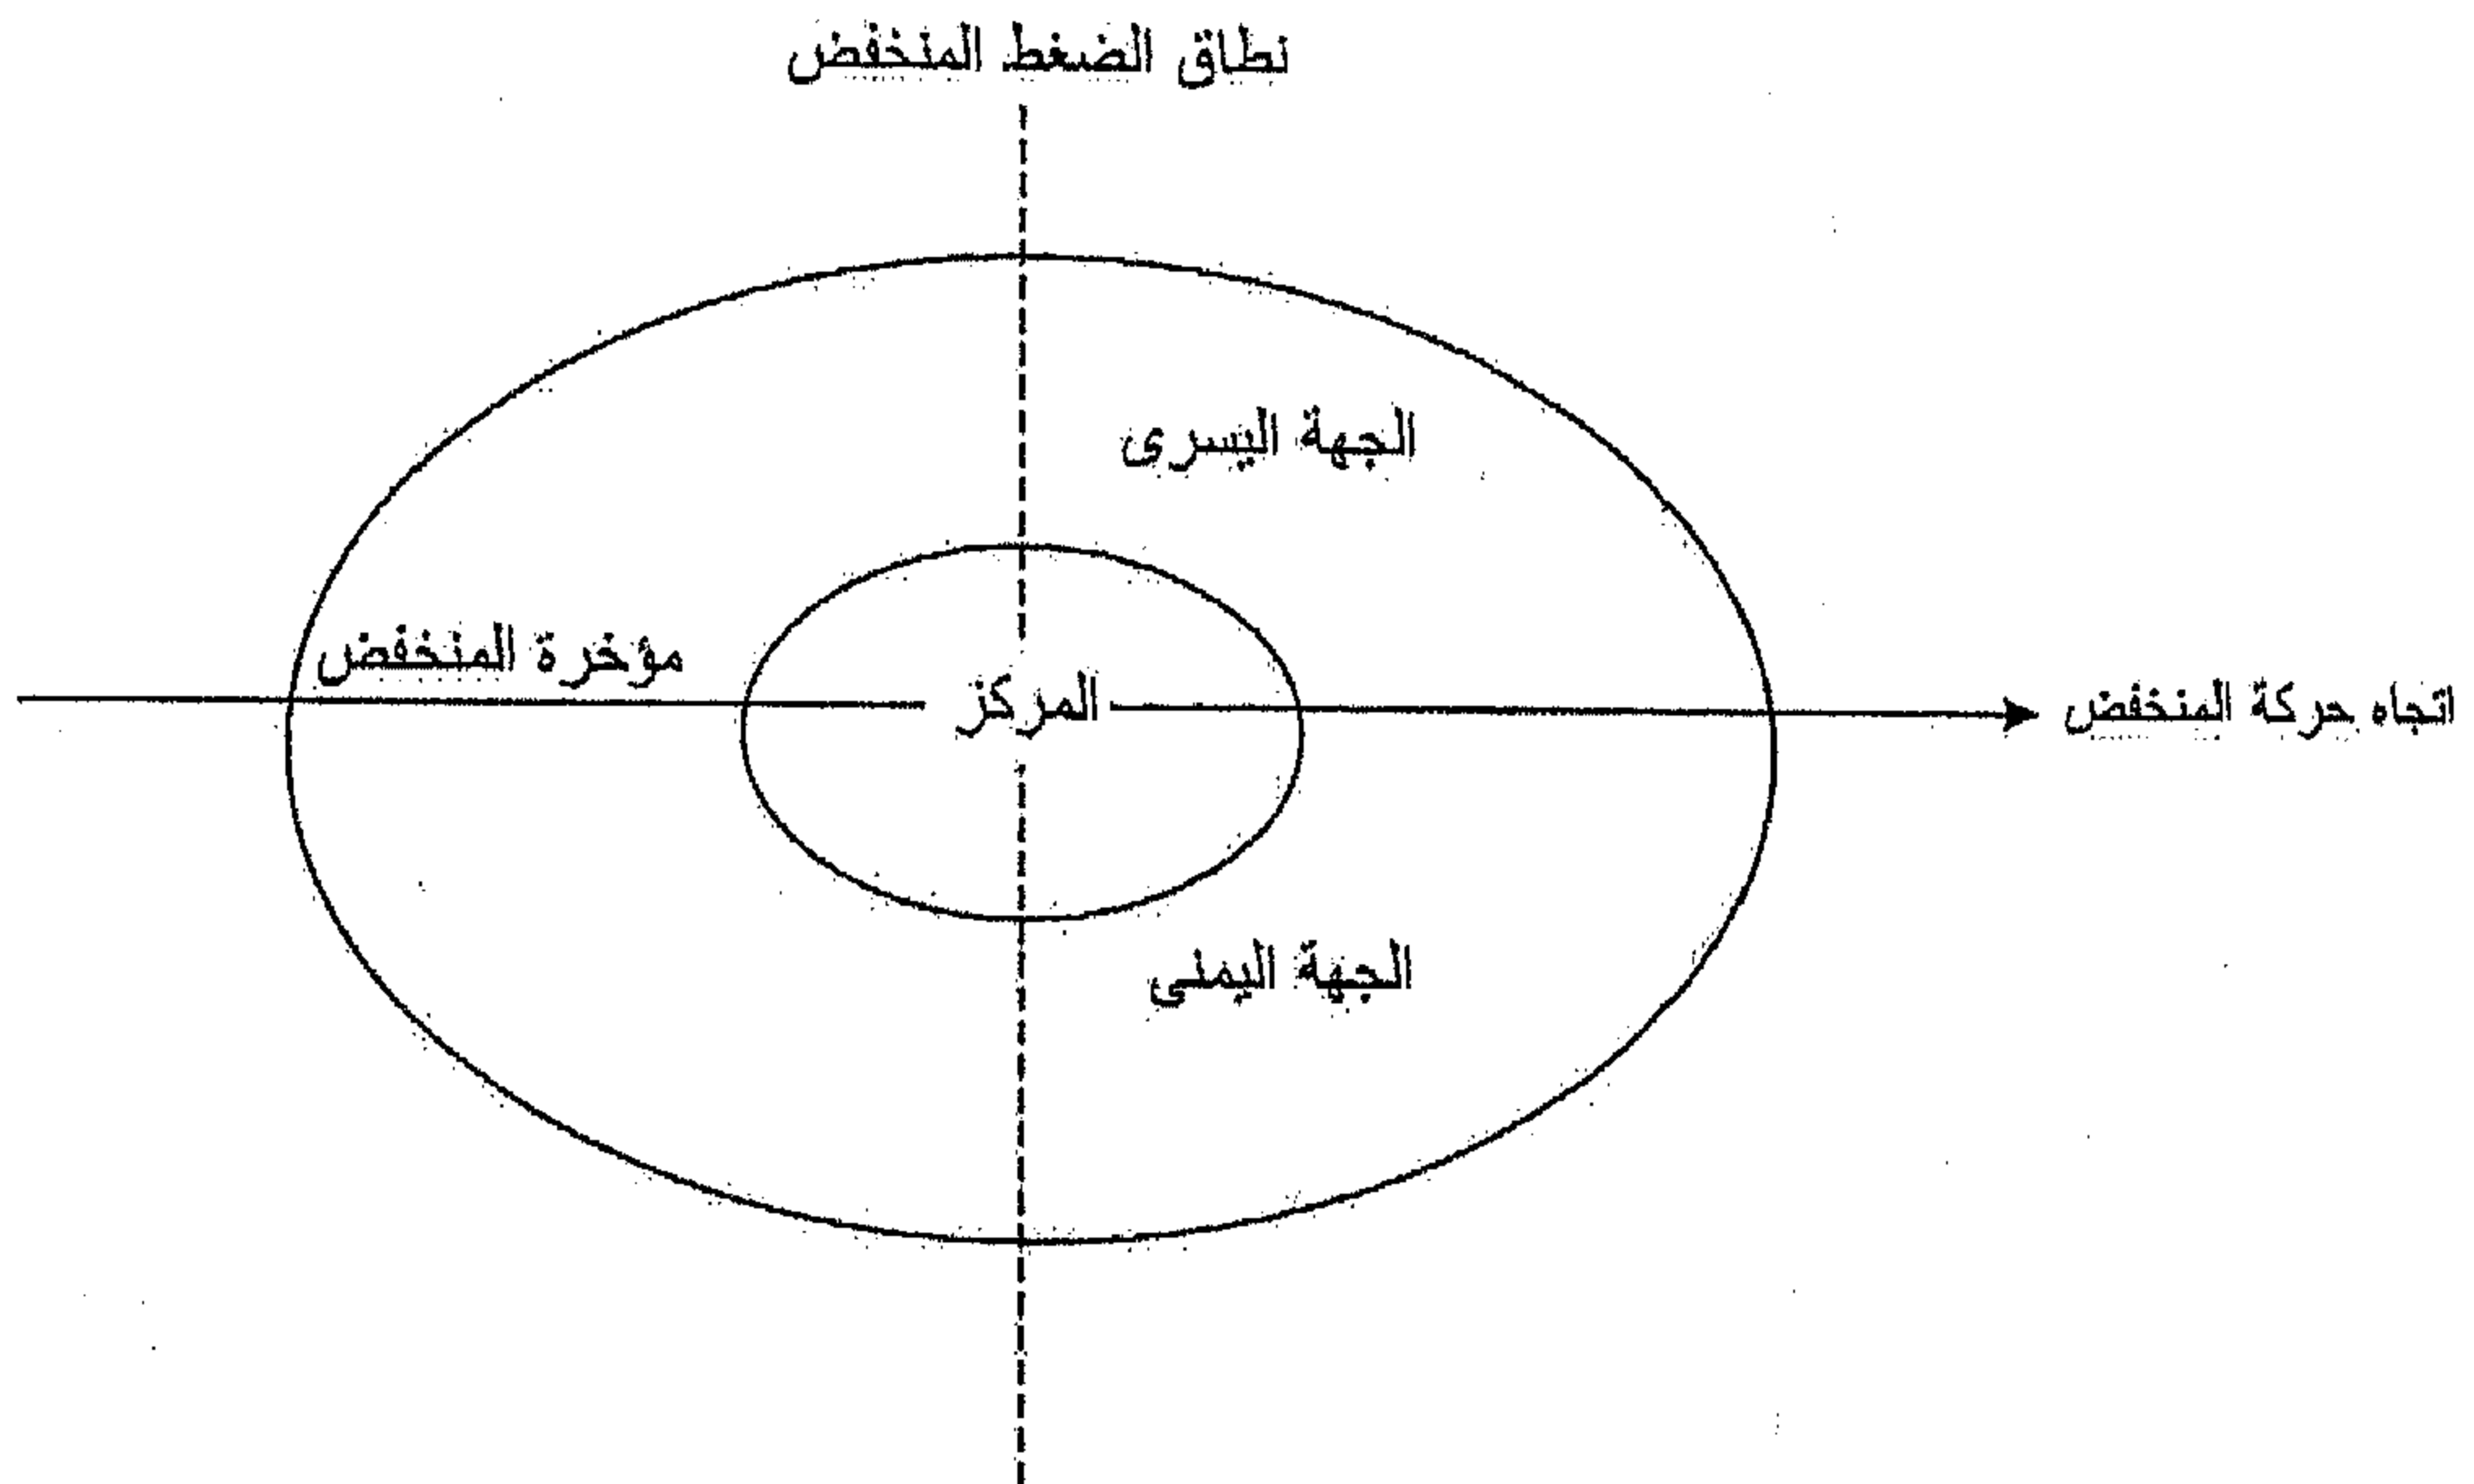 نطاق الضغط المنخفض
الجهة اليسرى
مؤخرة المنخفض
المركز
اتجاه حركة المنخفض
الجهة اليمنى